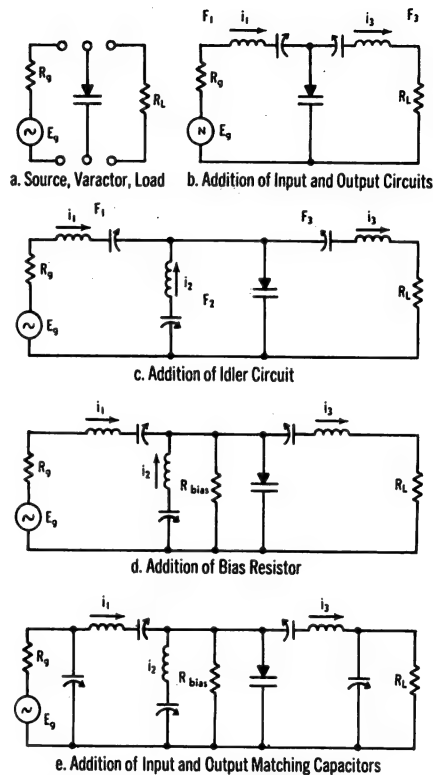 F1 i1 i3 F3
Rg Eg RL Rg Eg RL
a. Source, Varactor, Load b. Addition of Input and Output Circuits
i1 F1 F3 i3
Rg Eg i2 F2 RL
c. Addition of Idler Circuit
i1 i3
Rg Eg i2 R bias RL
d. Addition of Bias Resistor
i1 i3
Rg Eg i2 R bias RL
e. Addition of Input and Output Matching Capacitors